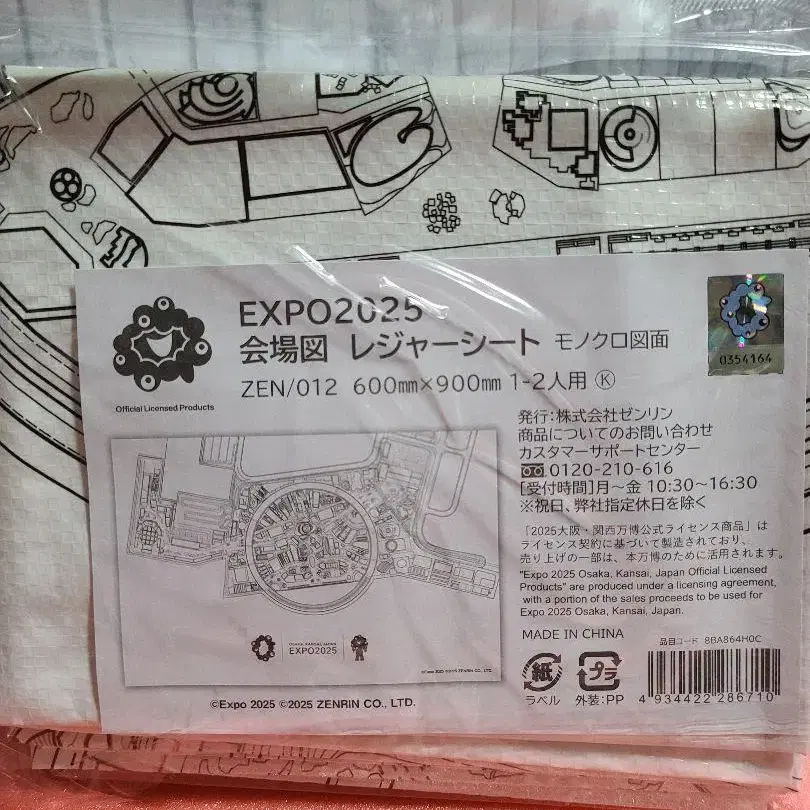 EXPO2025
会場図 レジャーシート モノクロ図面
ZEN/012 600mm×900mm 1-2人用 Ⓚ
Official Licensed Products
0354164
発行:株式会社ゼンリン
商品についてのお問い合わせ
カスタマーサポートセンター
0120-210-616
[受付時間]月~金 10:30~16:30
※祝日、弊社指定休日を除く
「2025大阪・関西万博公式ライセンス商品」は
ライセンス契約に基づいて製造されており、
売り上げの一部は、本万博のために活用されます。
"Expo 2025 Osaka, Kansai, Japan Official Licensed
Products" are produced under a licensing agreement,
with a portion of the sales proceeds to be used for
Expo 2025 Osaka, Kansai, Japan.
MADE IN CHINA
品目コード 8BA864H0C
紙
ラベル
プラ
外装:PP
4 934422 286710
OSAKA, KANSAI, JAPAN
EXPO2025
©Expo 2025 ©2025 ZENRIN CO., LTD.
©Expo 2025 ©2025 ZENRIN CO., LTD.